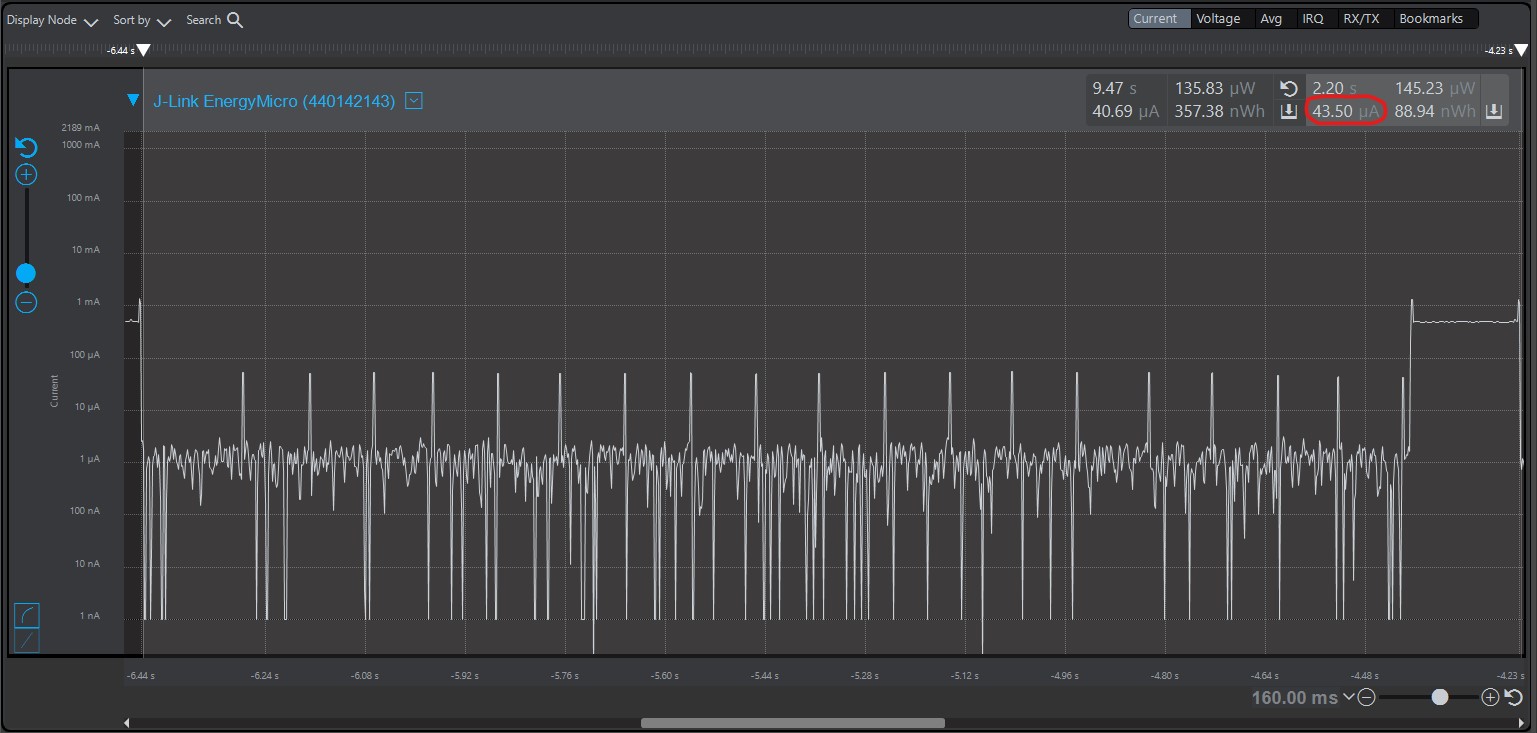 Display Node Sort by Search Current Voltage Avg IRQ RX/TX Bookmarks
-6.44 s -4.23 s
J-Link EnergyMicro (440142143)
9.47 s 135.83 µW 2.20 s 145.23 µW
40.69 µA 357.38 nWh 43.50 µA 88.94 nWh
2189 mA
1000 mA
100 mA
10 mA
1 mA
100 µA
10 µA
1 µA
100 nA
10 nA
1 nA
Current
-6.44 s -6.24 s -6.08 s -5.92 s -5.76 s -5.60 s -5.44 s -5.28 s -5.12 s -4.96 s -4.80 s -4.64 s -4.48 s -4.23 s
160.00 ms